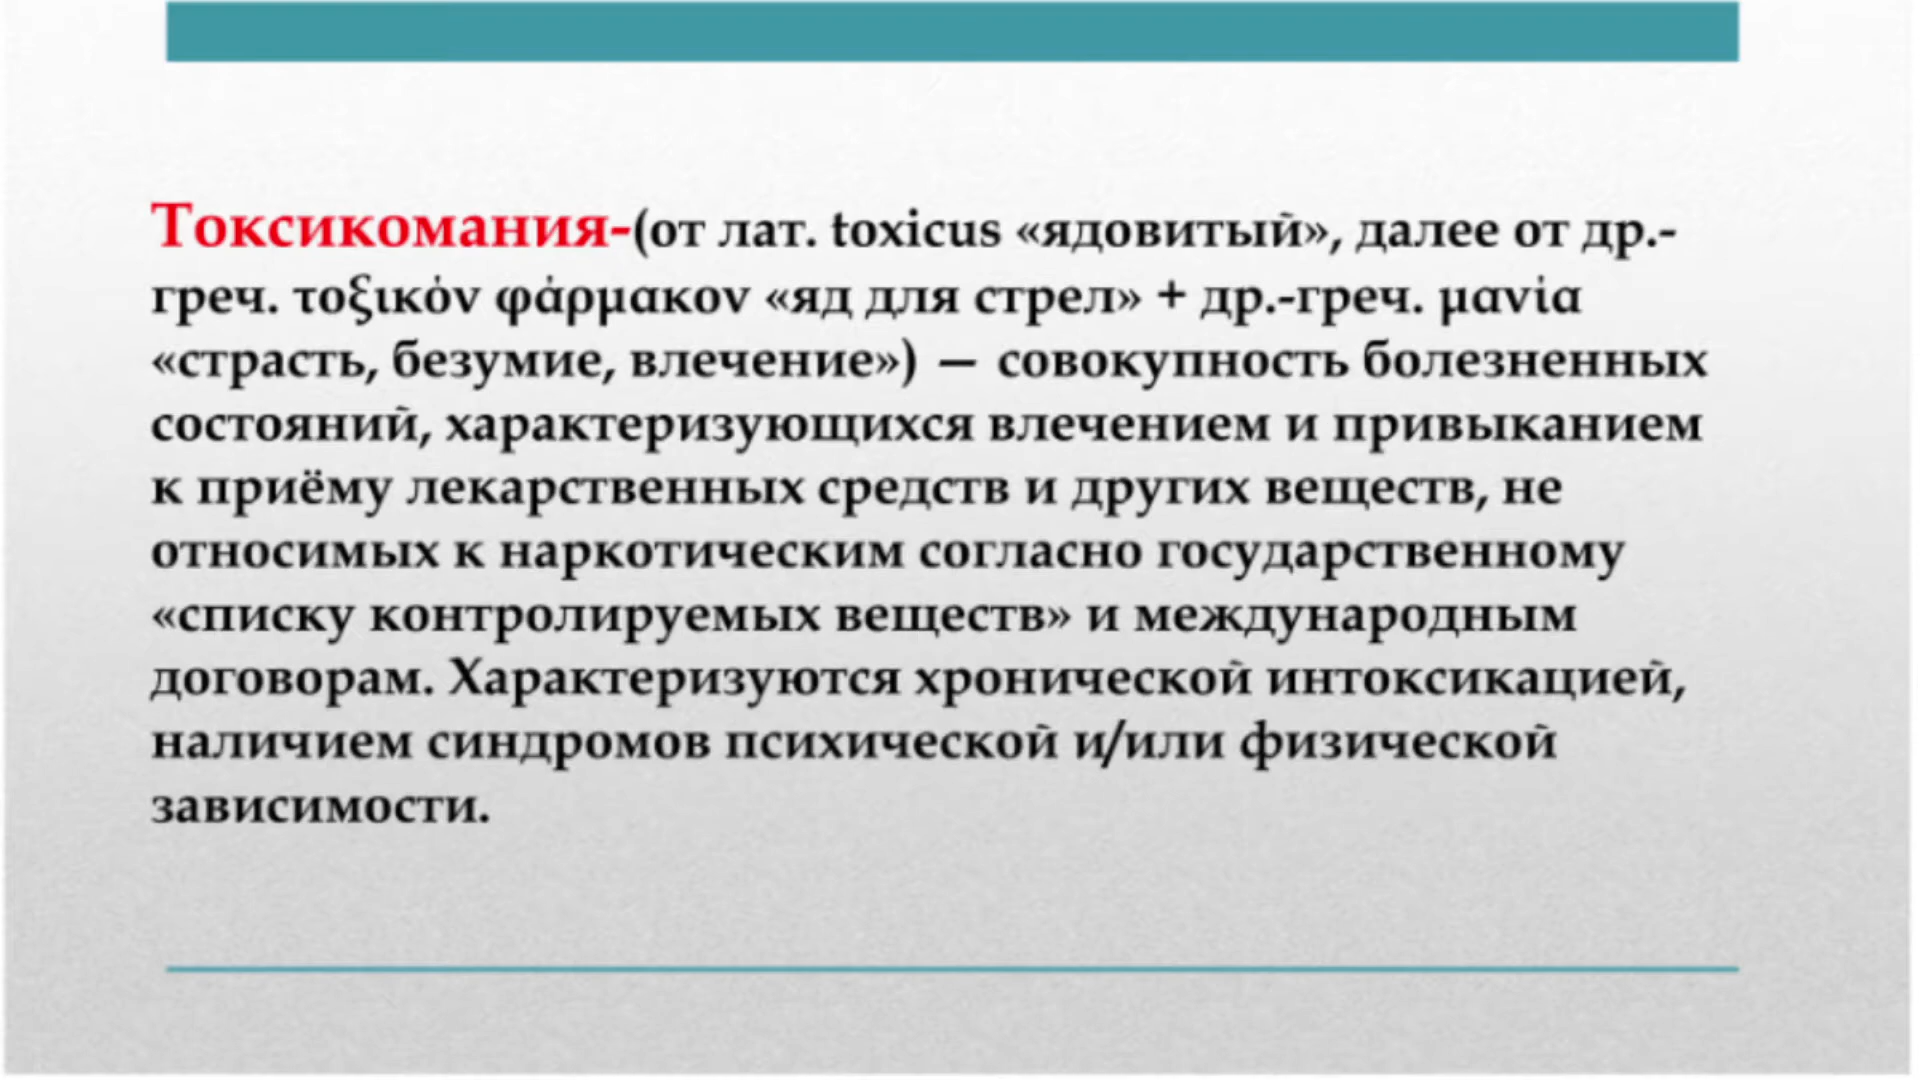 Токсикомания-(от лат. toxicus «ядовитый», далее от др.-
греч. τοξικόν φάρμακον «яд для стрел» + др.-греч. μανία
«страсть, безумие, влечение») — совокупность болезненных
состояний, характеризующихся влечением и привыканием
к приёму лекарственных средств и других веществ, не
относимых к наркотическим согласно государственному
«списку контролируемых веществ» и международным
договорам. Характеризуются хронической интоксикацией,
наличием синдромов психической и/или физической
зависимости.